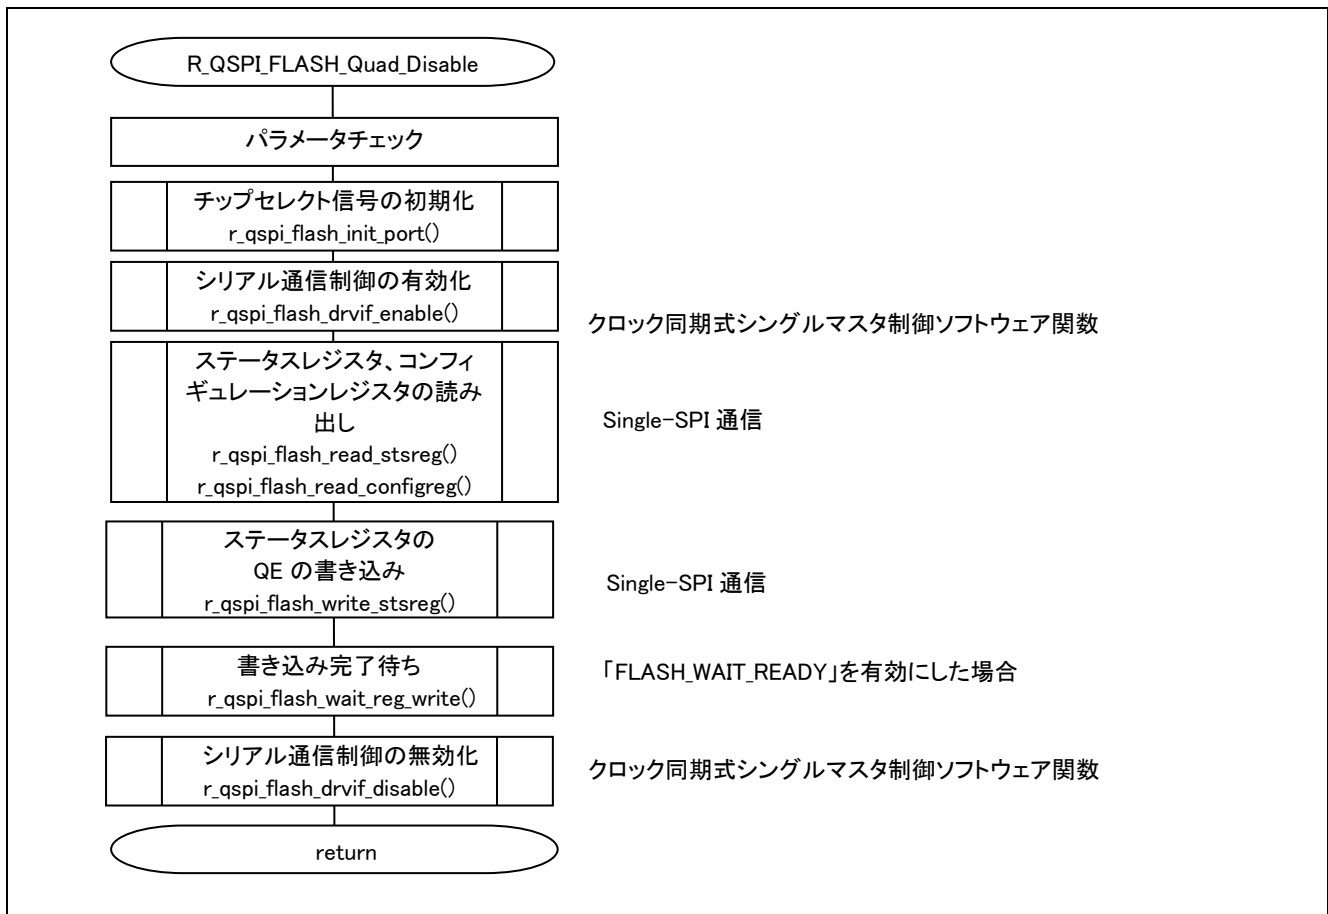 R_QSPI_FLASH_Quad_Disable
パラメータチェック
チップセレクト信号の初期化
r_qspi_flash_init_port()
シリアル通信制御の有効化
r_qspi_flash_drvif_enable()
クロック同期式シングルマスタ制御ソフトウェア関数
ステータスレジスタ、コンフィ
ギュレーションレジスタの読み
出し
r_qspi_flash_read_stsreg()
r_qspi_flash_read_configreg()
Single-SPI 通信
ステータスレジスタの
QE の書き込み
r_qspi_flash_write_stsreg()
Single-SPI 通信
書き込み完了待ち
r_qspi_flash_wait_reg_write()
「FLASH_WAIT_READY」を有効にした場合
シリアル通信制御の無効化
r_qspi_flash_drvif_disable()
クロック同期式シングルマスタ制御ソフトウェア関数
return